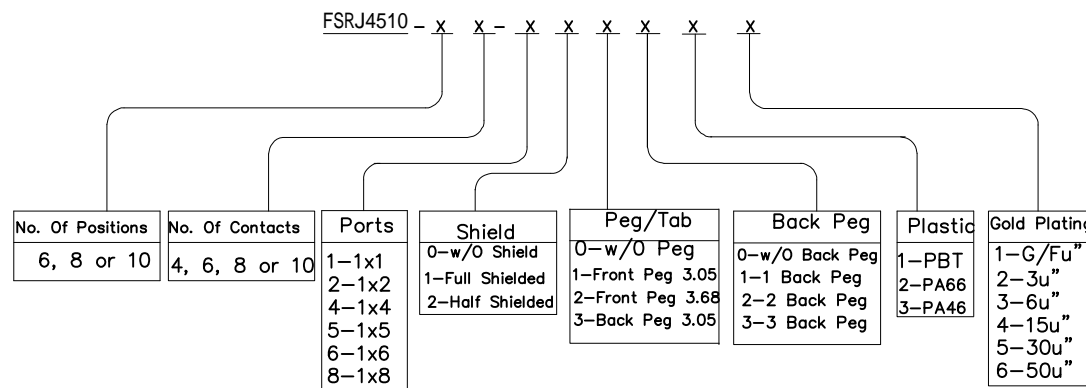 FSRJ4510 - X X - X X X X X X
No. Of Positions
6, 8 or 10
No. Of Contacts
4, 6, 8 or 10
Ports
1-1x1
2-1x2
4-1x4
5-1x5
6-1x6
8-1x8
Shield
0-w/0 Shield
1-Full Shielded
2-Half Shielded
Peg/Tab
0-w/0 Peg
1-Front Peg 3.05
2-Front Peg 3.68
3-Back Peg 3.05
Back Peg
0-w/0 Back Peg
1-1 Back Peg
2-2 Back Peg
3-3 Back Peg
Plastic
1-PBT
2-PA66
3-PA46
Gold Plating
1-G/Fu"
2-3u"
3-6u"
4-15u"
5-30u"
6-50u"